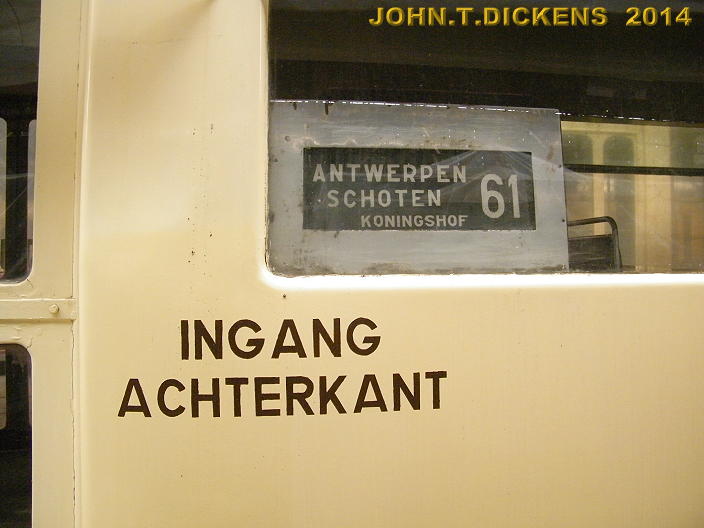 JOHN.T.DICKENS 2014
ANTWERPEN
SCHOTEN 61
KONINGSHOF
INGANG
ACHTERKANT